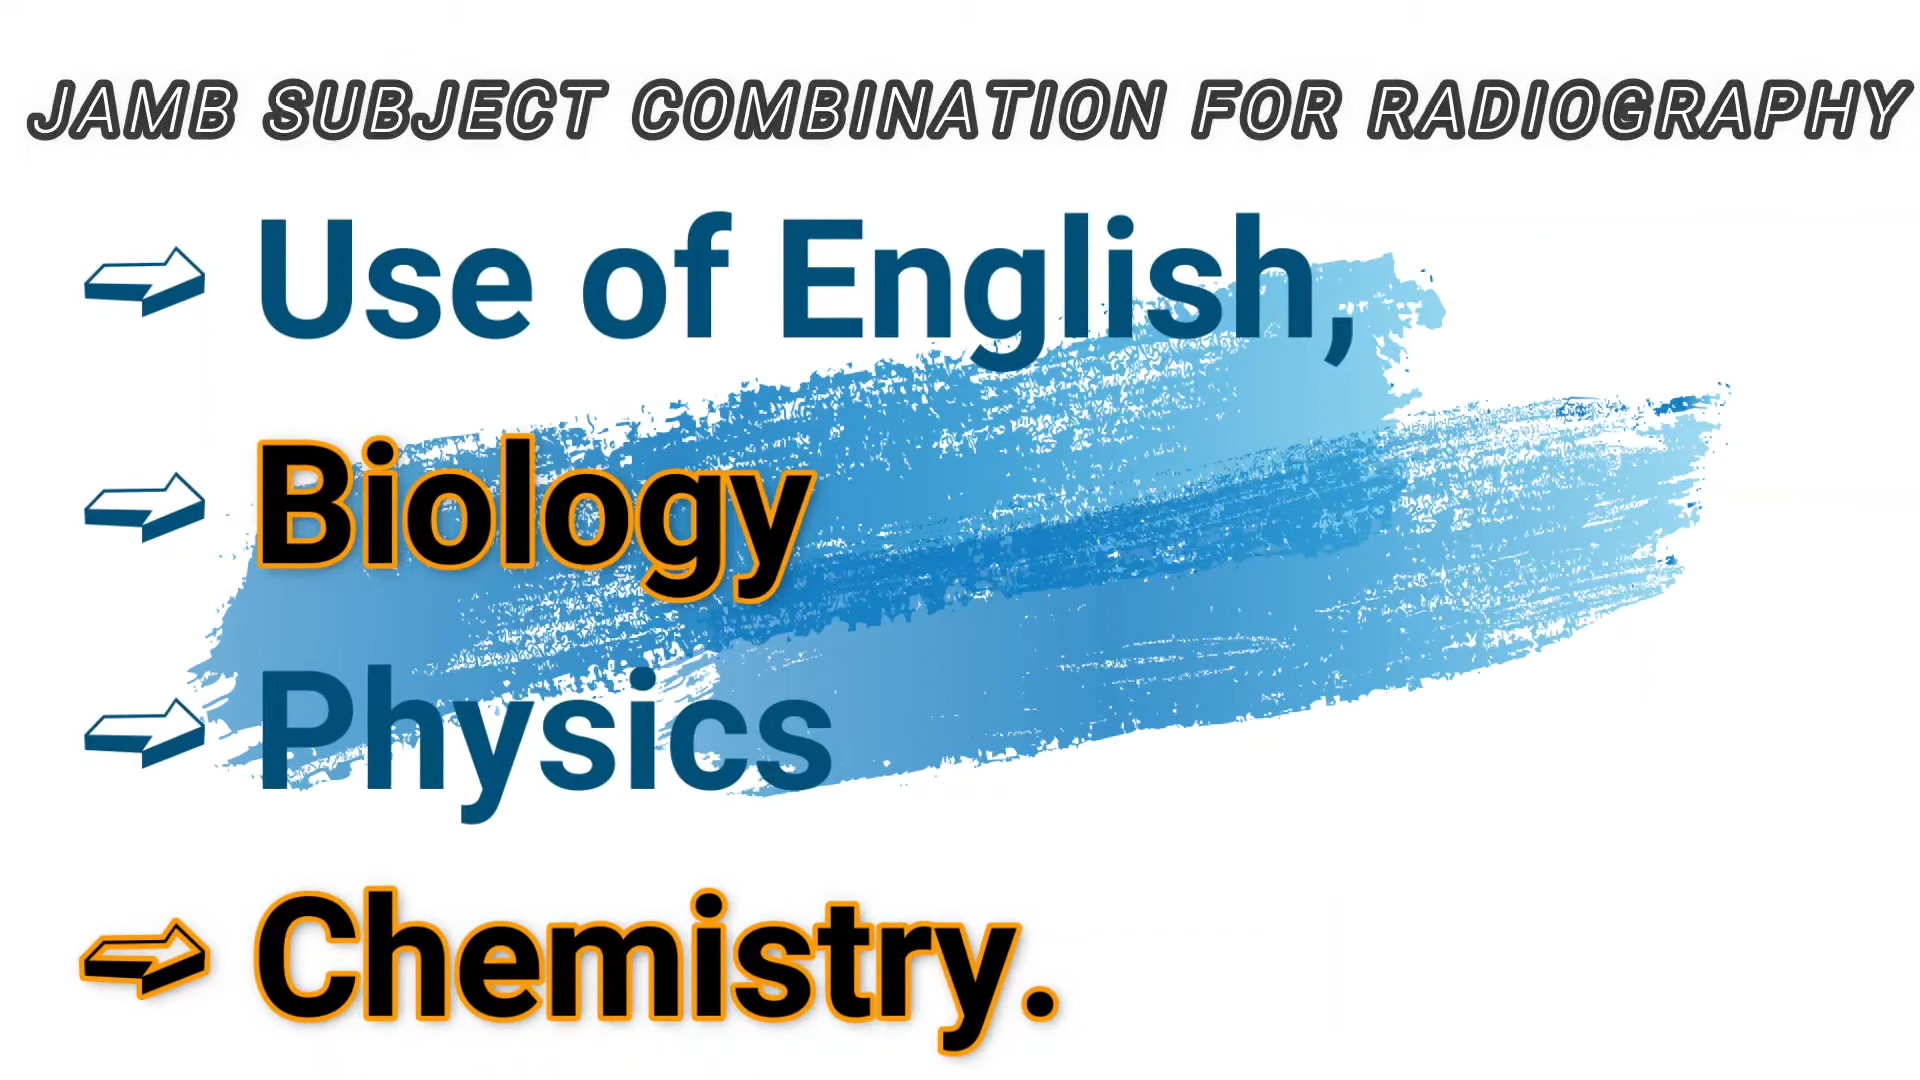 JAMB SUBJECT COMBINATION FOR RADIOGRAPHY
⇨ Use of English,
⇨ Biology
⇨ Physics
⇨ Chemistry.